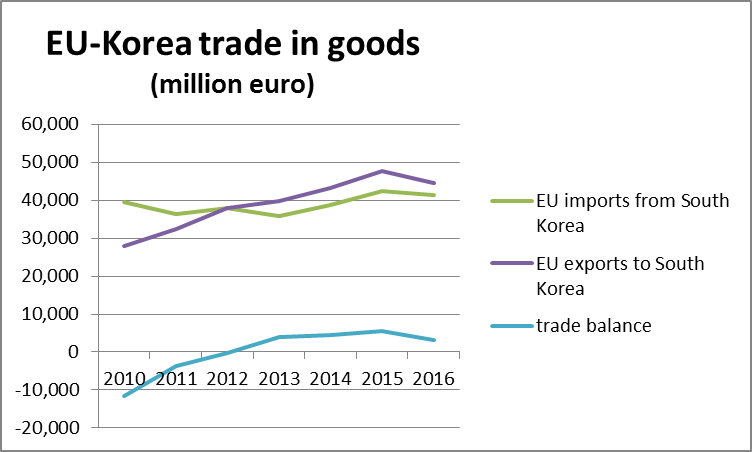 EU-Korea trade in goods
(million euro)
60,000
50,000
40,000
30,000
20,000
10,000
0
-10,000
-20,000
2010 2011 2012 2013 2014 2015 2016
EU imports from South
Korea
EU exports to South
Korea
trade balance